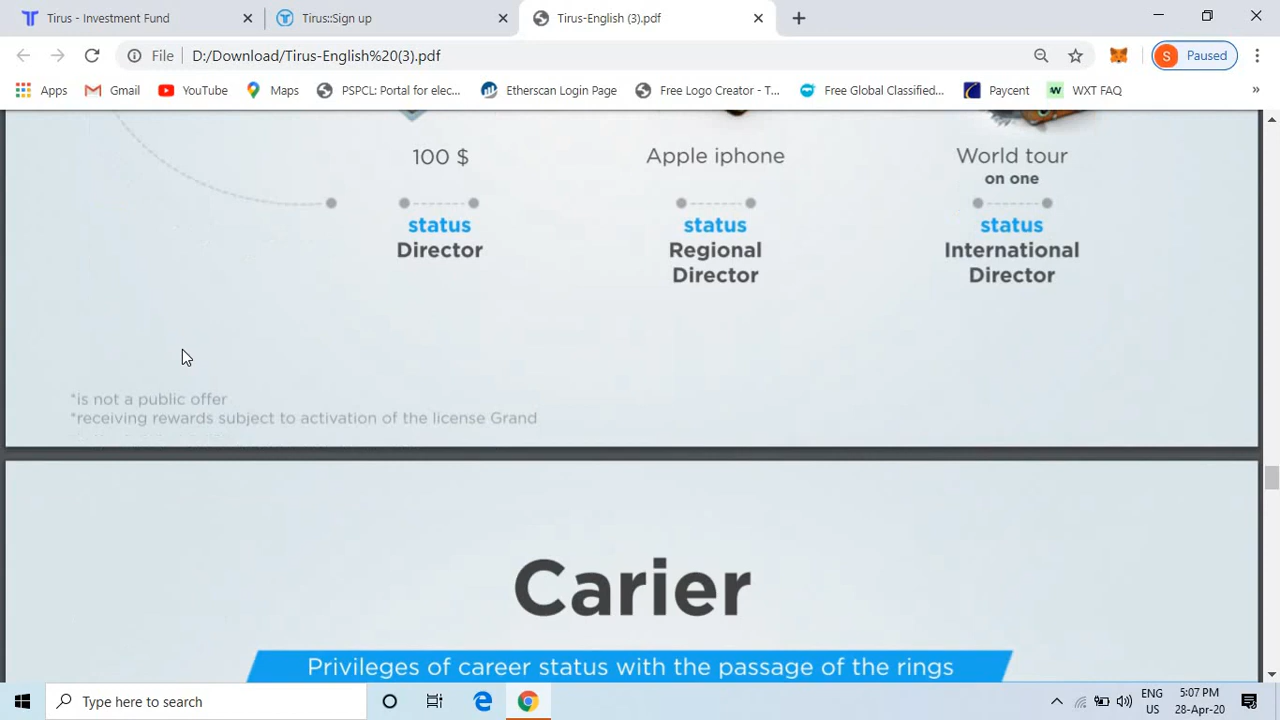 Tirus - Investment Fund
Tirus::Sign up
Tirus-English (3).pdf
File
D:/Download/Tirus-English%20(3).pdf
S
Paused
Apps
Gmail
YouTube
Maps
PSPCL: Portal for elec...
Etherscan Login Page
Free Logo Creator - T...
Free Global Classified...
Paycent
W
WXT FAQ
»
100 $
Apple iphone
World tour
on one
status
Director
status
Regional
Director
status
International
Director
*is not a public offer
*receiving rewards subject to activation of the license Grand
Carier
Privileges of career status with the passage of the rings
Type here to search
ENG
US
5:07 PM
28-Apr-20